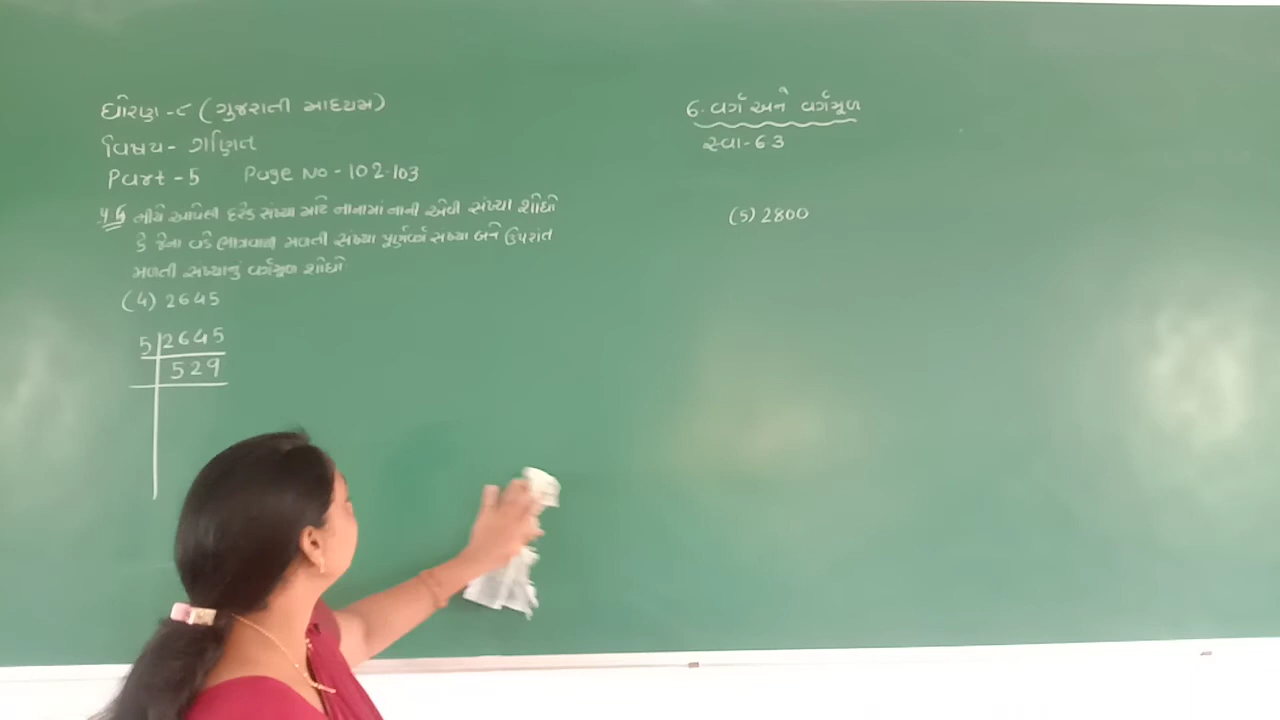 ધોરણ - ૮ (ગુજરાતી માધ્યમ)
વિષય - ગણિત
Part - 5 Page No - 102-103
નીચે આપેલી દરેક સંખ્યા માટે નાનામાં નાની એવી સંખ્યા શોધો
કે જેના વડે ભાગવાથી મળતી સંખ્યા પૂર્ણવર્ગ સંખ્યા બને ઉપરાંત
મળતી સંખ્યાનું વર્ગમૂળ શોધો
(4) 2645
5 2645
529
6. વર્ગ અને વર્ગમૂળ
સ્વા - 6.3
(5) 2800